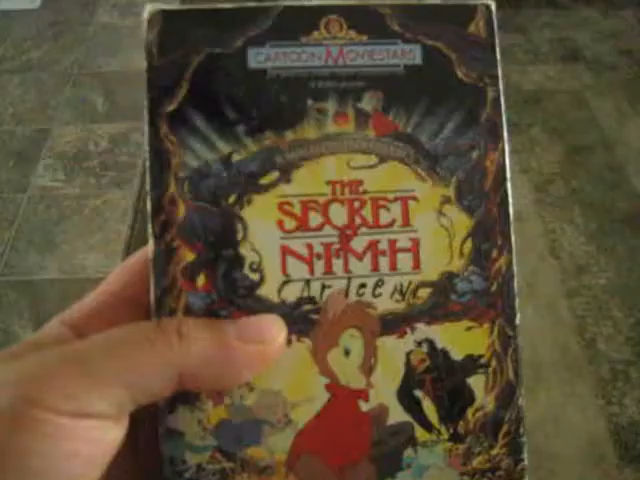 CARTOON MOVIESTARS
THE
SECRET
OF
N·I·M·H